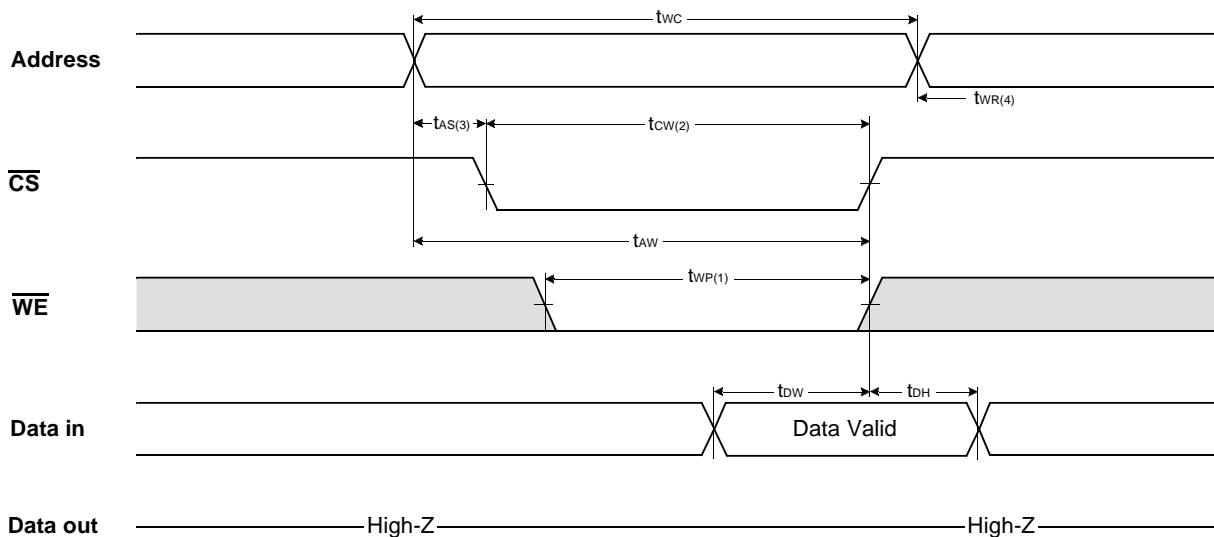 tWC
Address
tWR(4)
tAS(3)
tCW(2)
CS
tAW
tWP(1)
WE
tDW
tDH
Data in
Data Valid
Data out
High-Z
High-Z